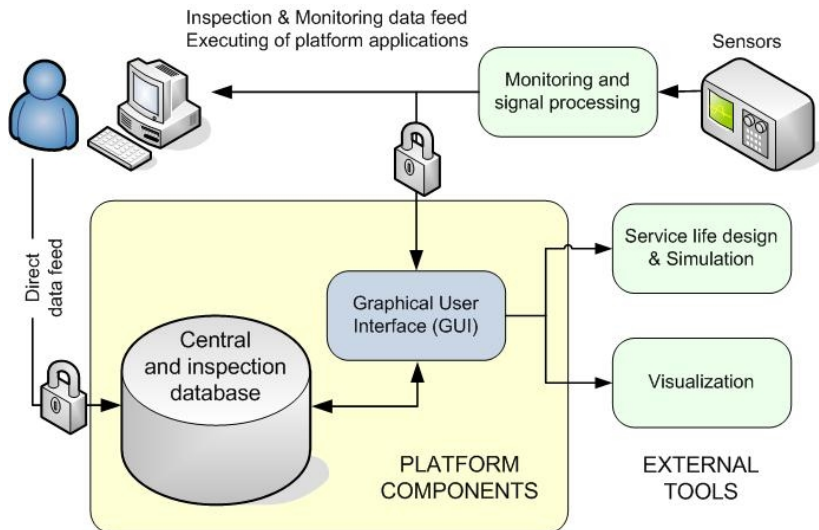 Inspection & Monitoring data feed
Executing of platform applications
Sensors
Monitoring and
signal processing
Direct
data feed
Service life design
& Simulation
Graphical User
Interface (GUI)
Central
and inspection
database
Visualization
PLATFORM
COMPONENTS
EXTERNAL
TOOLS